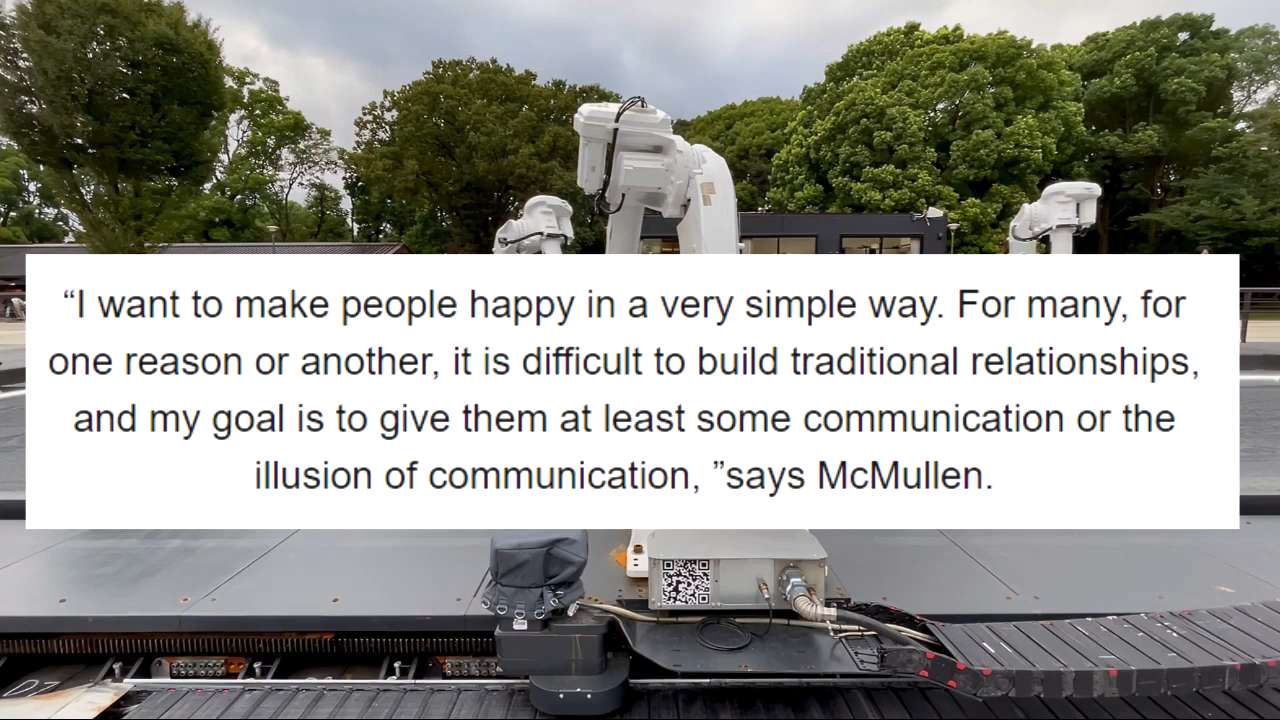 “I want to make people happy in a very simple way. For many, for
one reason or another, it is difficult to build traditional relationships,
and my goal is to give them at least some communication or the
illusion of communication, ”says McMullen.
D7